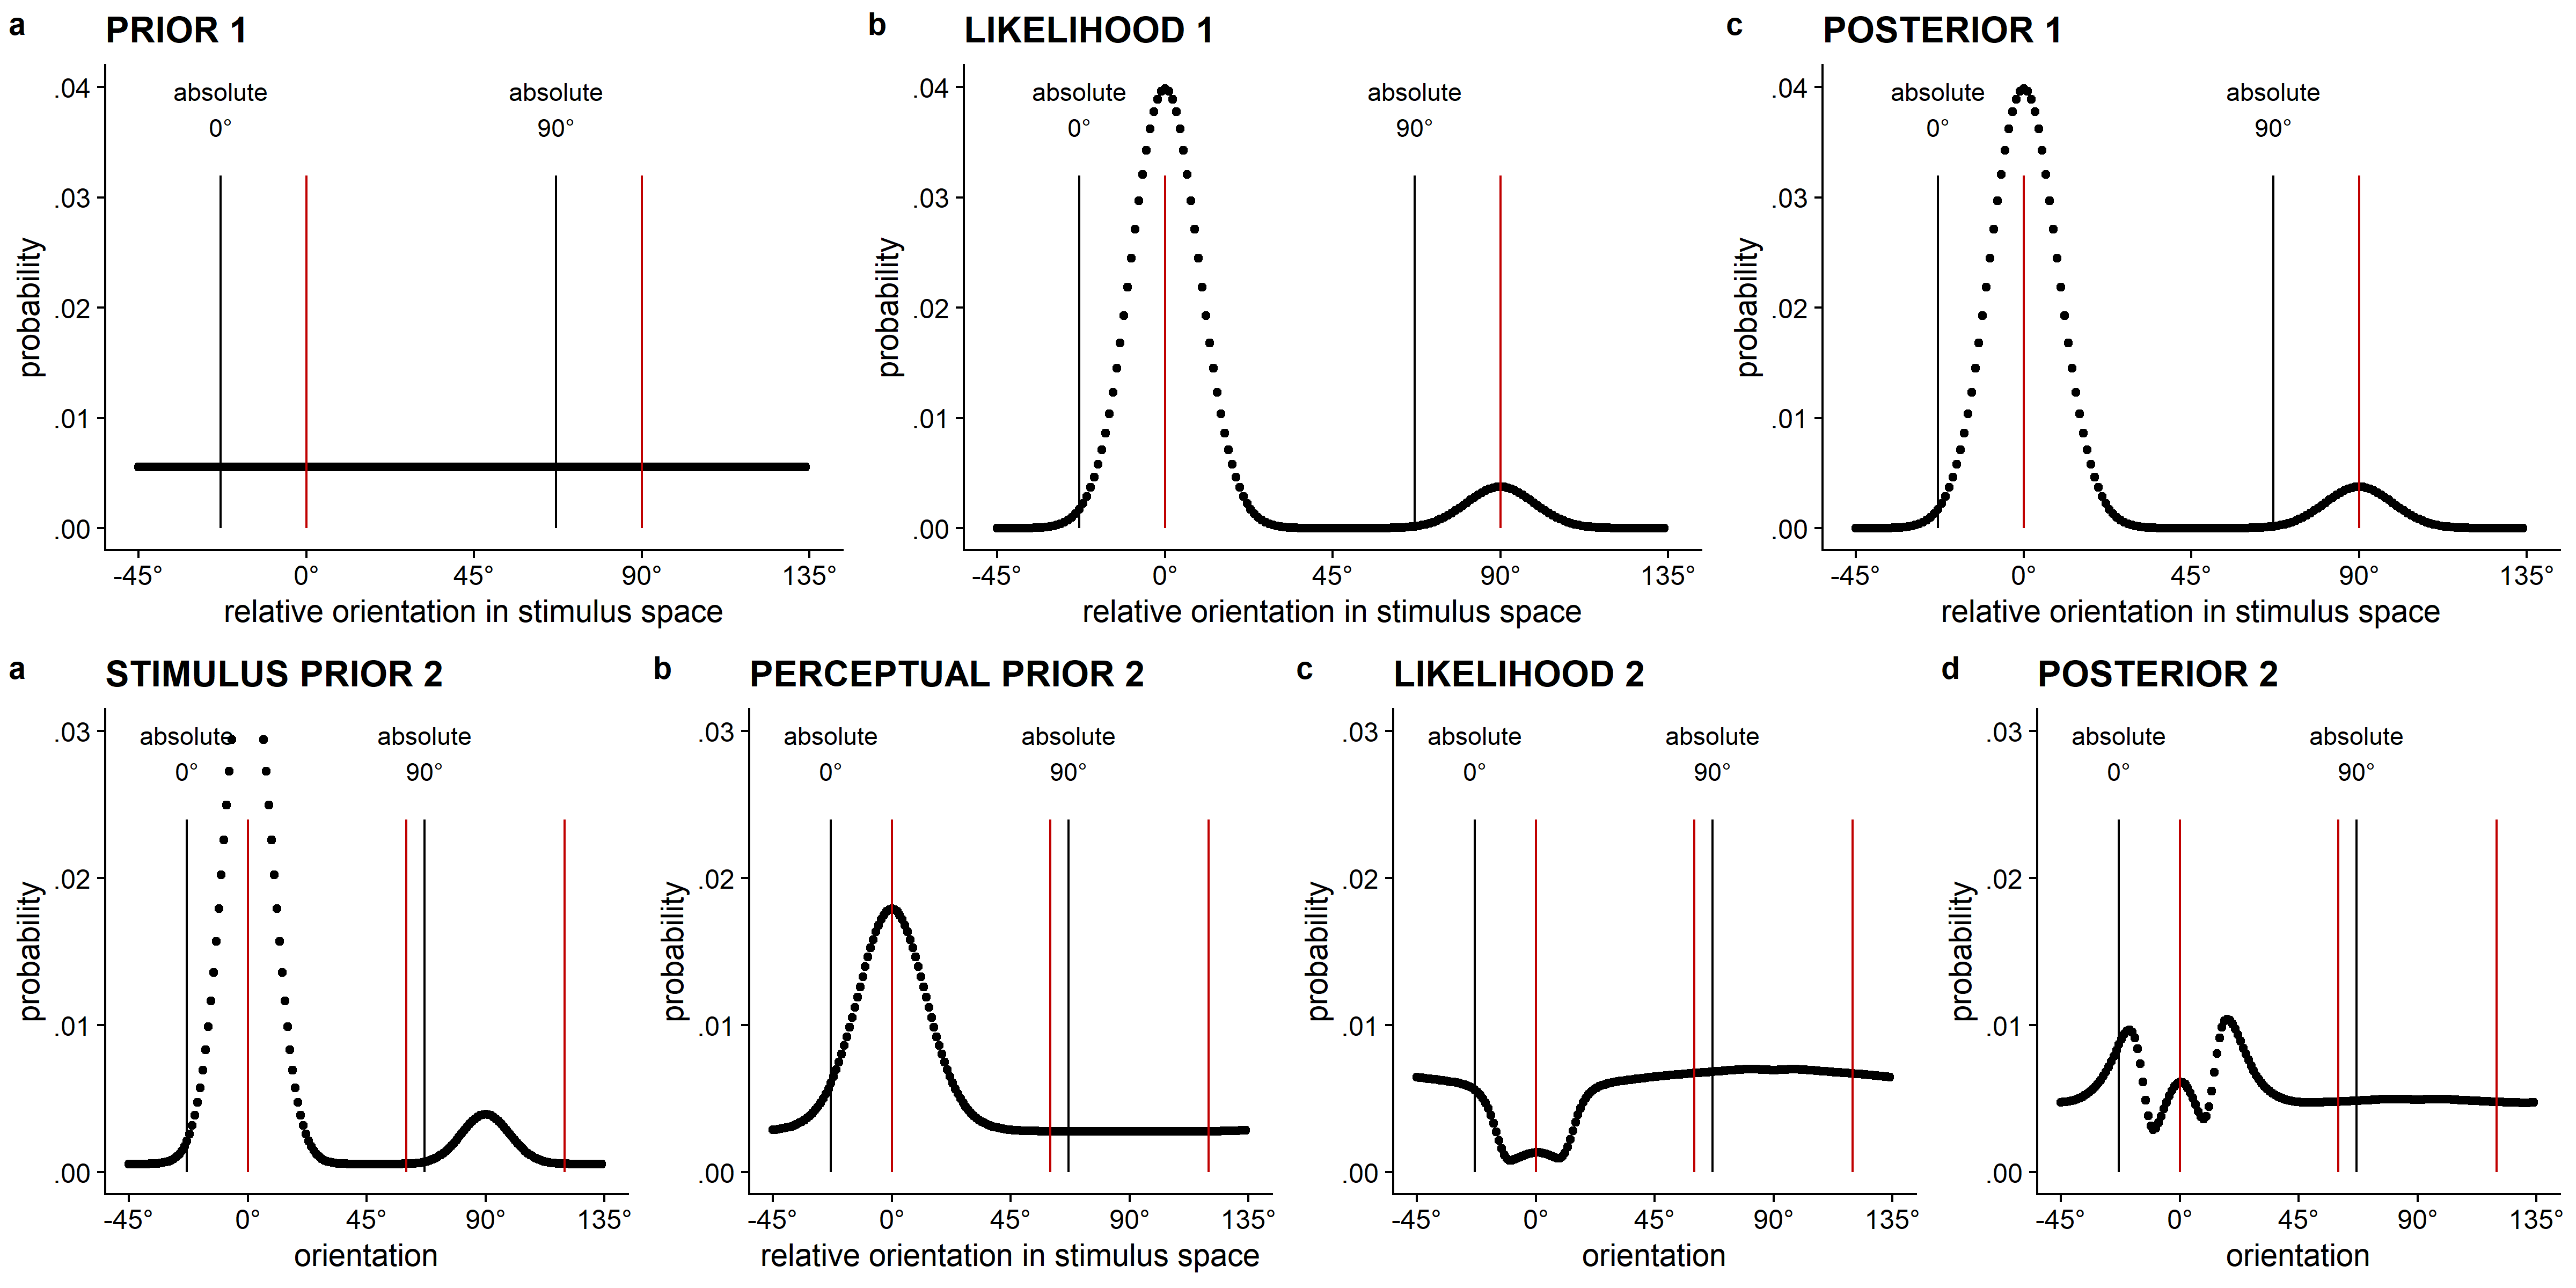 a PRIOR 1
absolute
0°
absolute
90°
.04
.03
.02
.01
.00
probability
-45° 0° 45° 90° 135°
relative orientation in stimulus space
b LIKELIHOOD 1
absolute
0°
absolute
90°
.04
.03
.02
.01
.00
probability
-45° 0° 45° 90° 135°
relative orientation in stimulus space
c POSTERIOR 1
absolute
0°
absolute
90°
.04
.03
.02
.01
.00
probability
-45° 0° 45° 90° 135°
relative orientation in stimulus space
a STIMULUS PRIOR 2
absolute
0°
absolute
90°
.03
.02
.01
.00
probability
-45° 0° 45° 90° 135°
orientation
b PERCEPTUAL PRIOR 2
absolute
0°
absolute
90°
.03
.02
.01
.00
probability
-45° 0° 45° 90° 135°
relative orientation in stimulus space
c LIKELIHOOD 2
absolute
0°
absolute
90°
.03
.02
.01
.00
probability
-45° 0° 45° 90° 135°
orientation
d POSTERIOR 2
absolute
0°
absolute
90°
.03
.02
.01
.00
probability
-45° 0° 45° 90° 135°
orientation